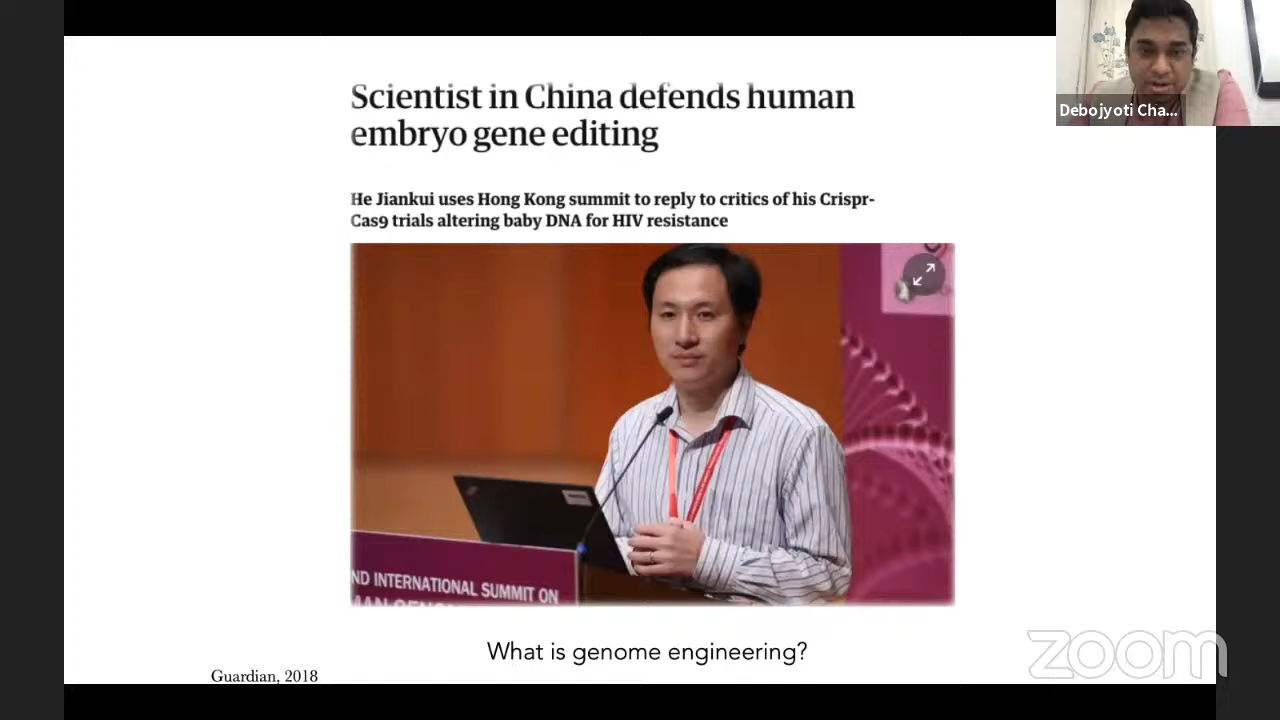 Scientist in China defends human
embryo gene editing
He Jiankui uses Hong Kong summit to reply to critics of his Crispr-
Cas9 trials altering baby DNA for HIV resistance
ND INTERNATIONAL SUMMIT ON
What is genome engineering?
Guardian, 2018
Debojyoti Cha...
zoom